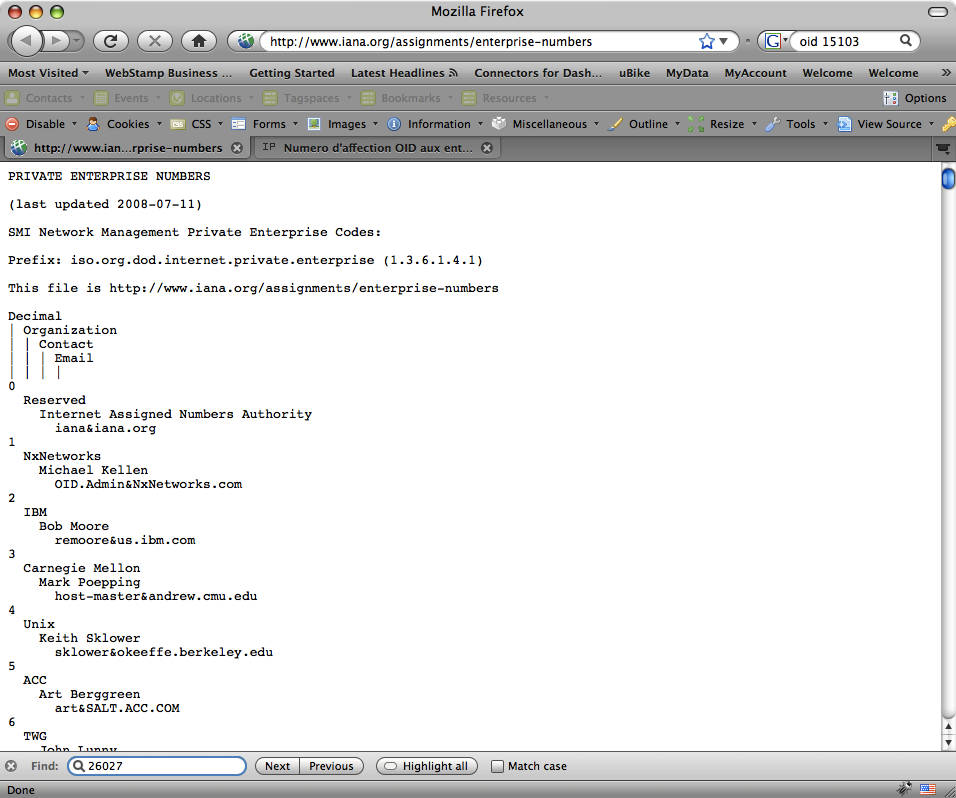 Mozilla Firefox
http://www.iana.org/assignments/enterprise-numbers
G oid 15103
Most Visited WebStamp Business ... Getting Started Latest Headlines Connectors for Dash... uBike MyData MyAccount Welcome Welcome »
Contacts Events Locations Tagspaces Bookmarks Resources Options
Disable Cookies CSS CSS Forms Images Information Miscellaneous Outline Resize Tools View Source
http://www.ian...rprise-numbers IP Numero d'affection OID aux ent...
PRIVATE ENTERPRISE NUMBERS
(last updated 2008-07-11)
SMI Network Management Private Enterprise Codes:
Prefix: iso.org.dod.internet.private.enterprise (1.3.6.1.4.1)
This file is http://www.iana.org/assignments/enterprise-numbers
Decimal
| Organization
| | Contact
| | | Email
| | | |
0
Reserved
Internet Assigned Numbers Authority
iana&iana.org
1
NxNetworks
Michael Kellen
OID.Admin&NxNetworks.com
2
IBM
Bob Moore
remoore&us.ibm.com
3
Carnegie Mellon
Mark Poepping
host-master&andrew.cmu.edu
4
Unix
Keith Sklower
sklower&okeeffe.berkeley.edu
5
ACC
Art Berggreen
art&SALT.ACC.COM
6
TWG
John Lunny
Find: 26027 Next Previous Highlight all Match case
Done